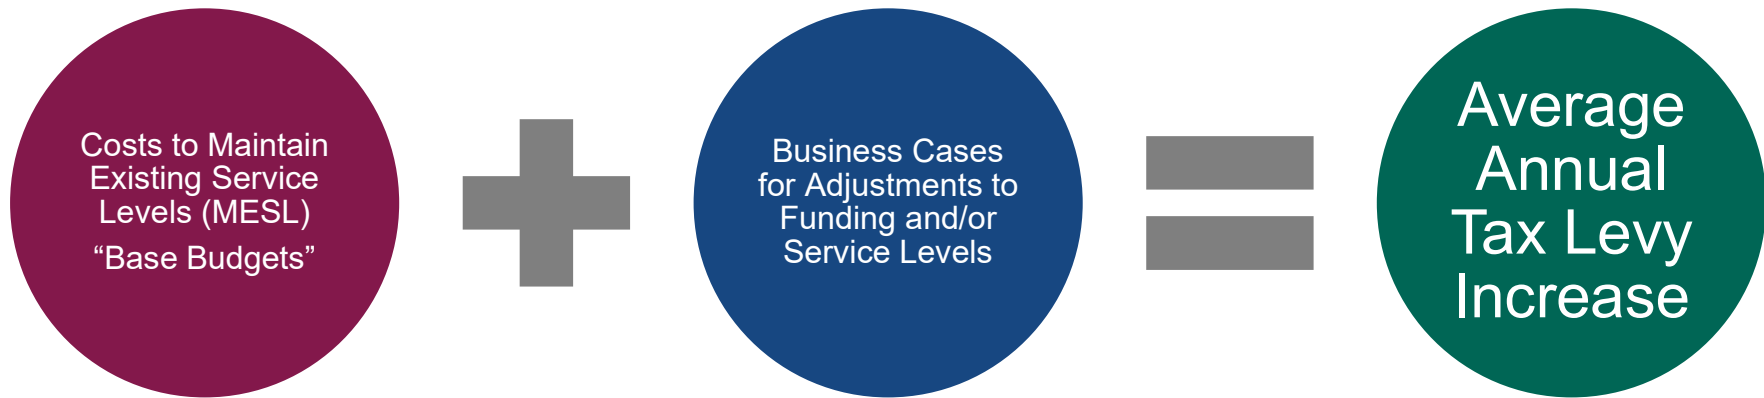 Costs to Maintain
Existing Service
Levels (MESL)
“Base Budgets”
Business Cases
for Adjustments to
Funding and/or
Service Levels
Average
Annual
Tax Levy
Increase